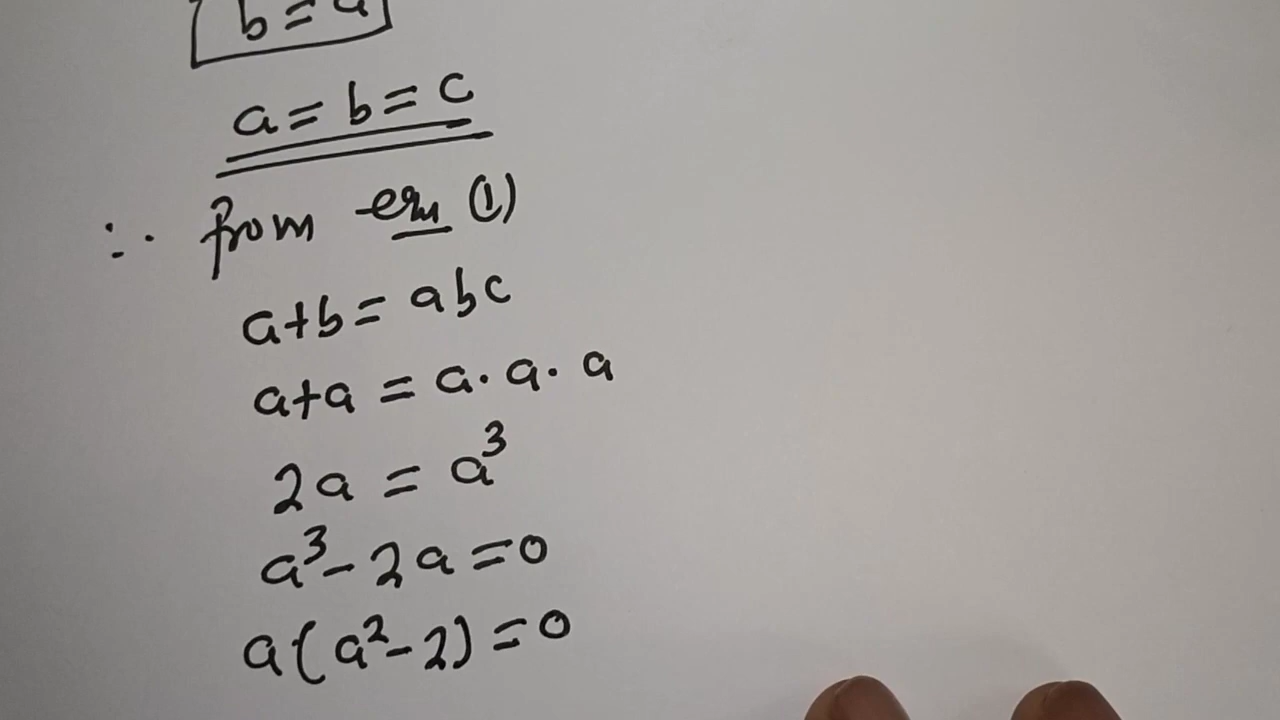 b = a
a = b = c
∴ from eqn (1)
a+b = abc
a+a = a·a·a
2a = a³
a³-2a=0
a(a²-2)=0